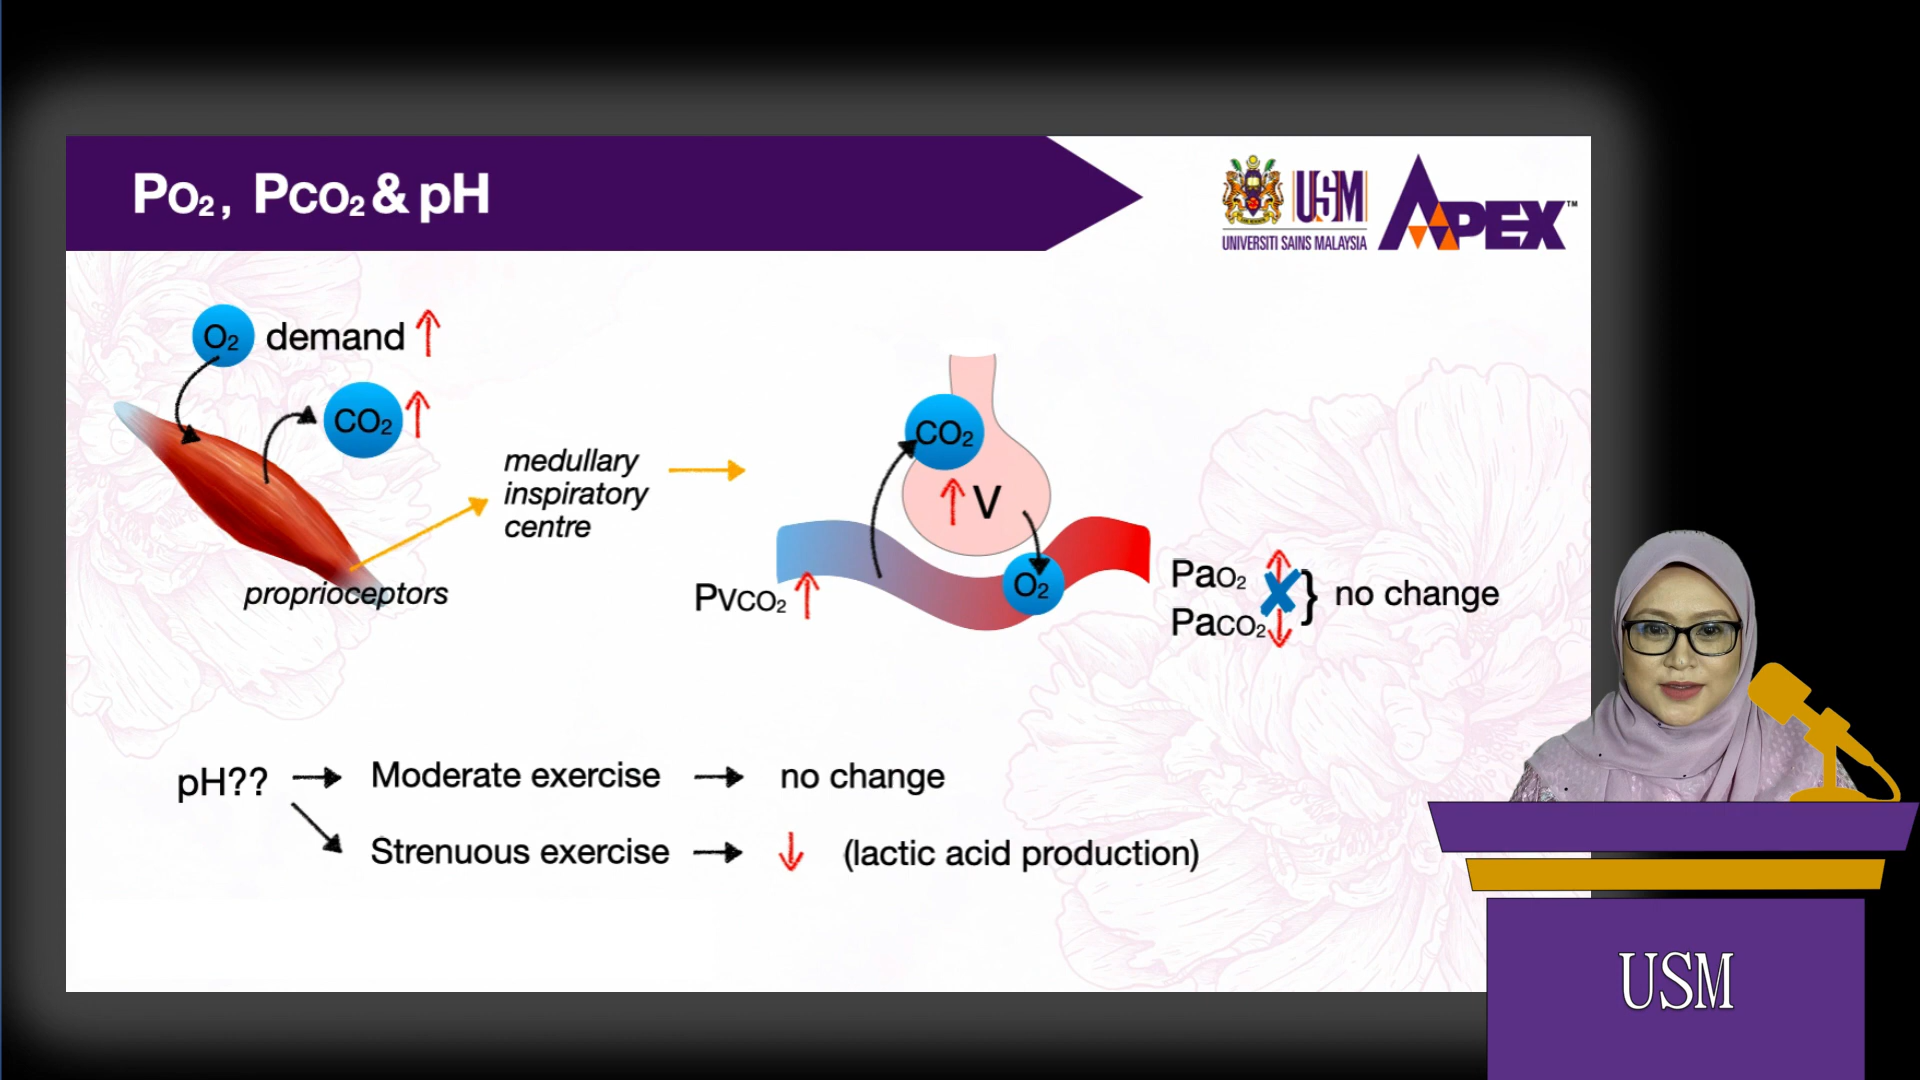 Po₂, Pco₂ & pH
USM
UNIVERSITI SAINS MALAYSIA
APEX™
O₂ demand ↑
CO₂ ↑
medullary
inspiratory
centre
proprioceptors
CO₂
↑ V
O₂
Pvco₂ ↑
Pao₂ ↑
Paco₂ ↓
} no change
pH?? → Moderate exercise → no change
Strenuous exercise → ↓ (lactic acid production)
USM